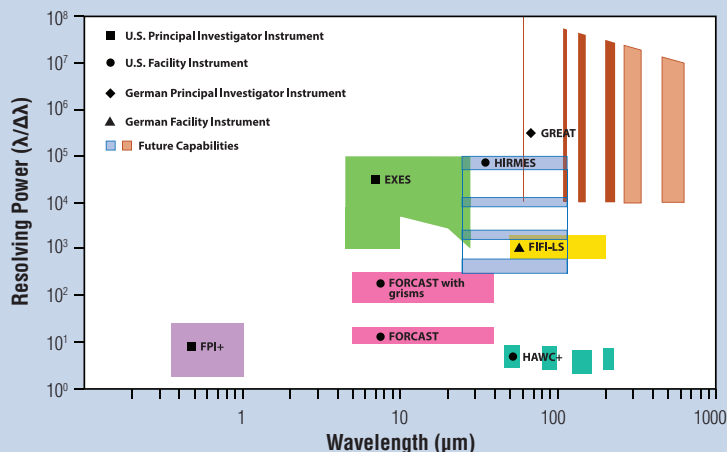 10⁸
10⁷
10⁶
10⁵
10⁴
10³
10²
10¹
10⁰
Resolving Power (λ/Δλ)
U.S. Principal Investigator Instrument
U.S. Facility Instrument
German Principal Investigator Instrument
German Facility Instrument
Future Capabilities
GREAT
HIRMES
EXES
FIFI-LS
FORCAST with
grisms
FORCAST
FPI+
HAWC+
1 10 100 1000
Wavelength (μm)